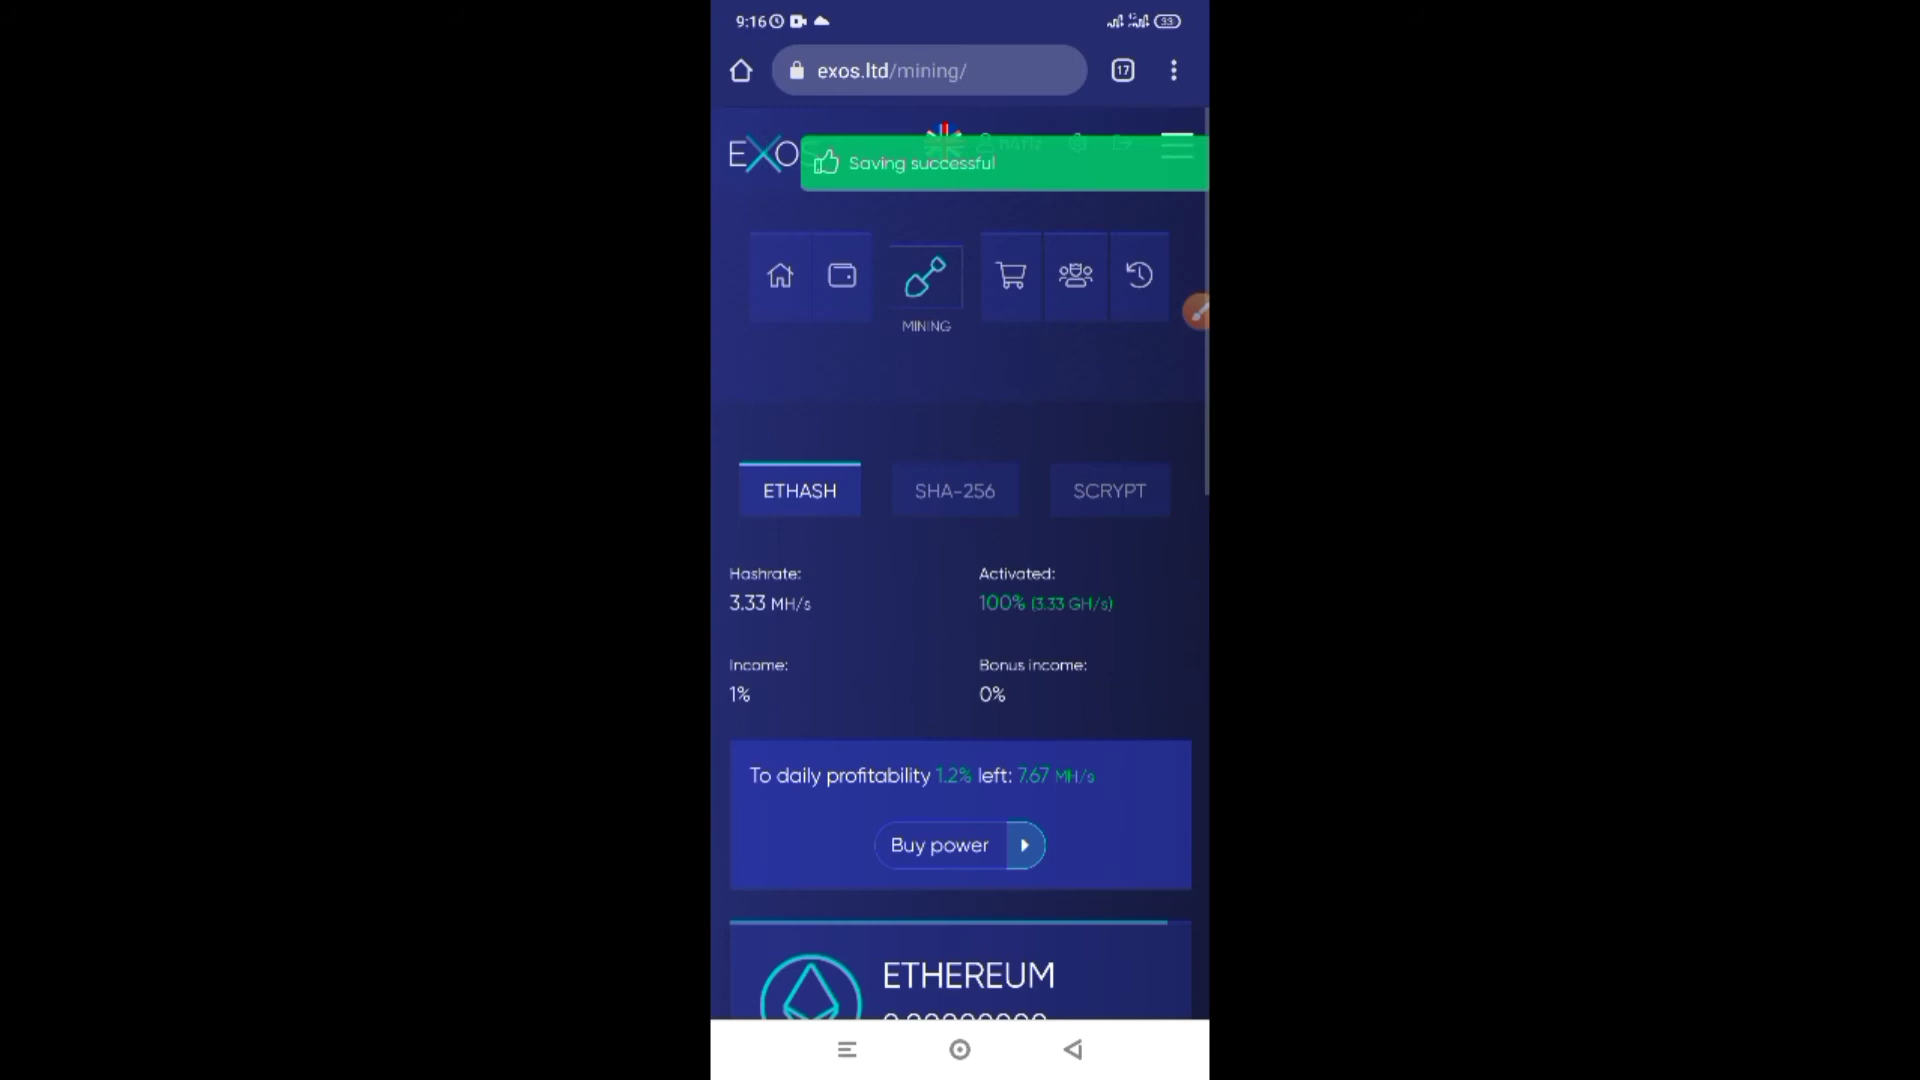 9:16
33
exos.ltd/mining/
17
EXO
Saving successful
MINING
ETHASH
SHA-256
SCRYPT
Hashrate:
Activated:
3.33 MH/s
100% (3.33 GH/s)
Income:
Bonus income:
1%
0%
To daily profitability 1.2% left: 7.67 MH/s
Buy power
ETHEREUM